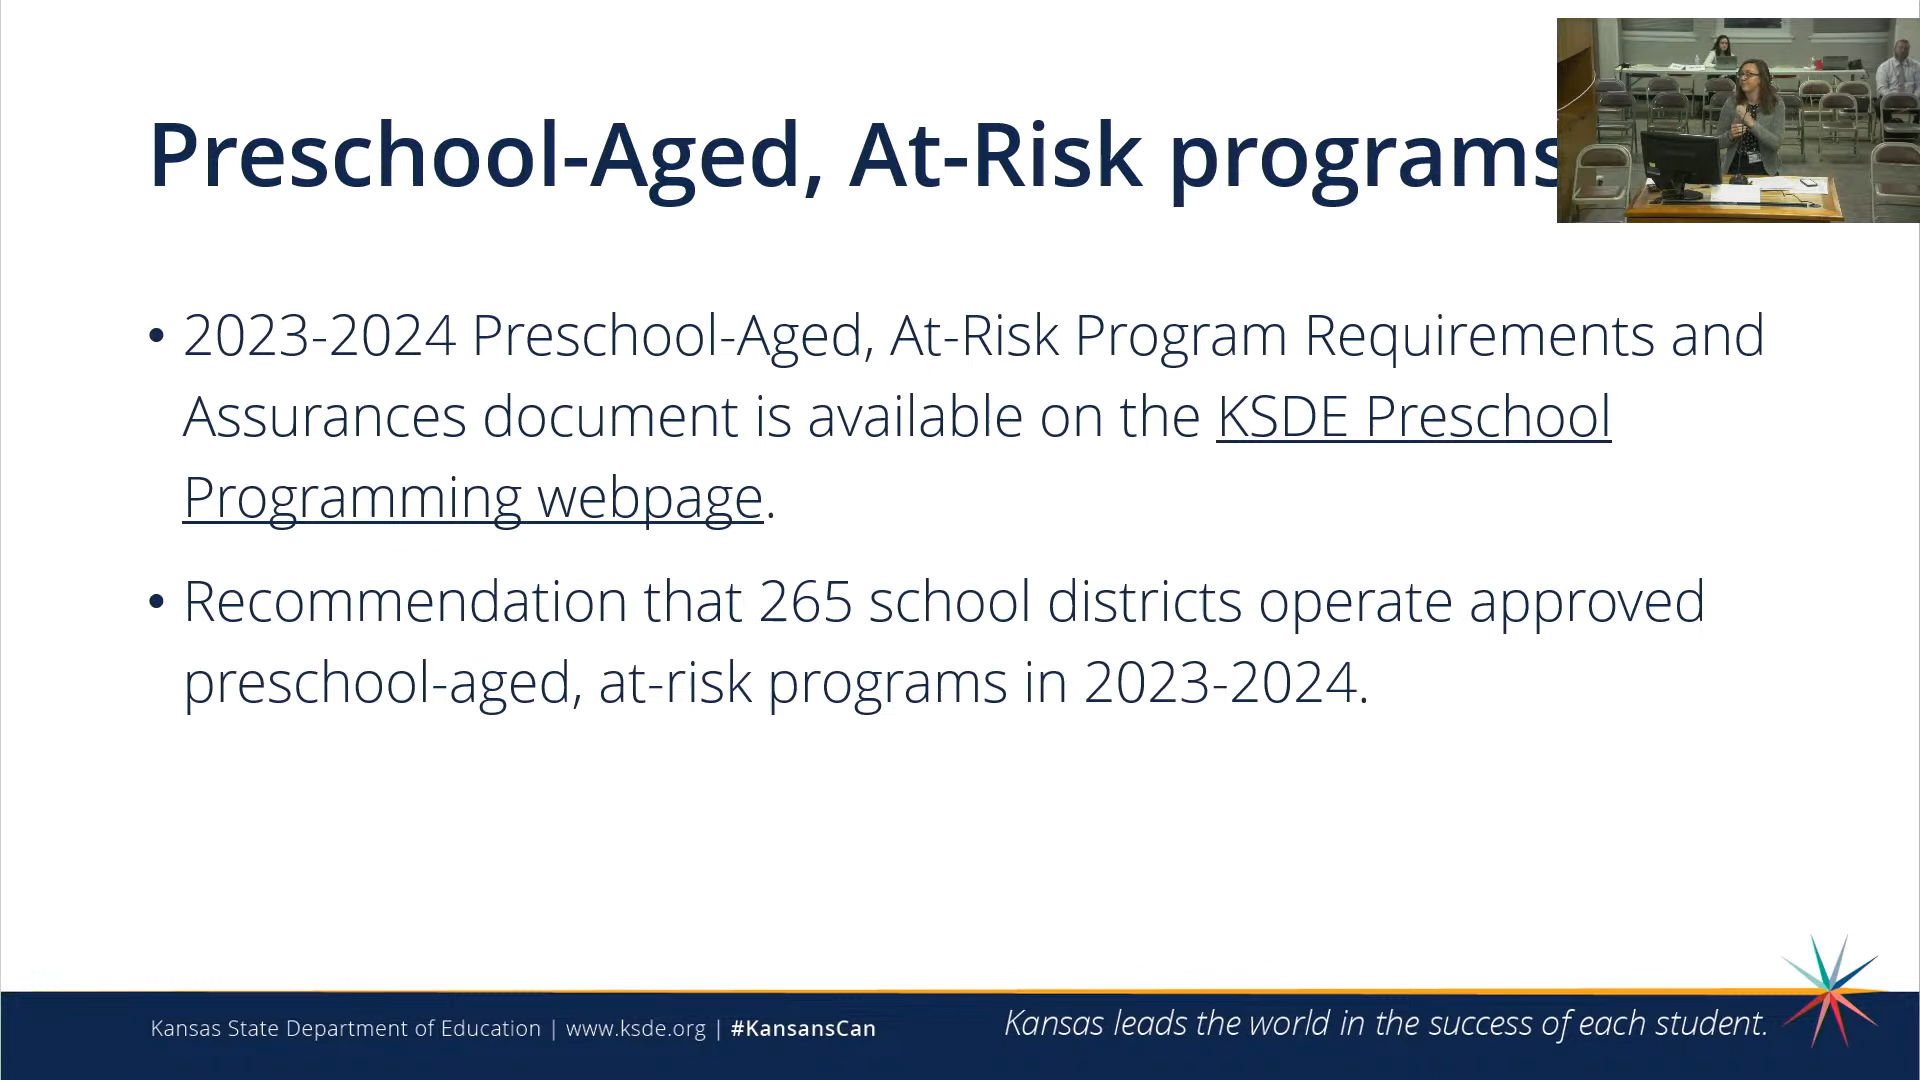 Preschool-Aged, At-Risk programs
• 2023-2024 Preschool-Aged, At-Risk Program Requirements and
Assurances document is available on the KSDE Preschool
Programming webpage.
• Recommendation that 265 school districts operate approved
preschool-aged, at-risk programs in 2023-2024.
Kansas State Department of Education | www.ksde.org | #KansansCan
Kansas leads the world in the success of each student.